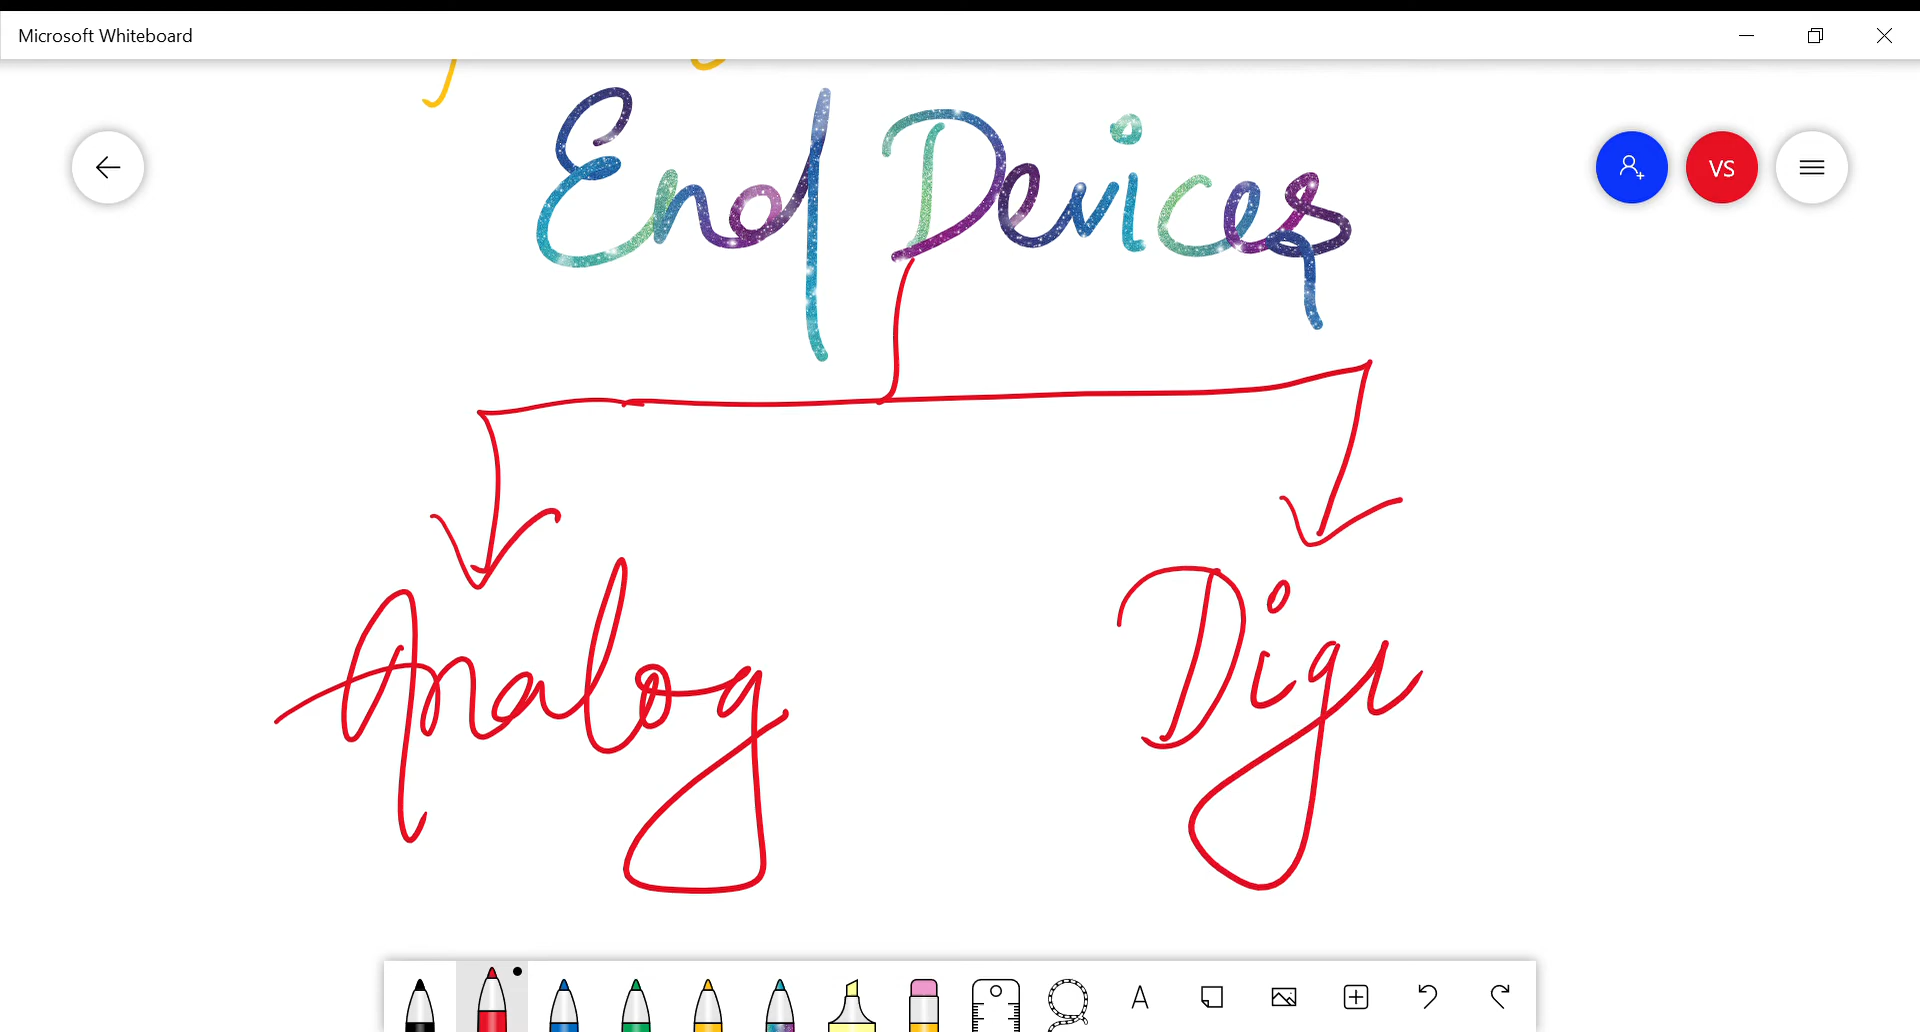 Microsoft Whiteboard
End Devices
VS
Analog
Digi
A